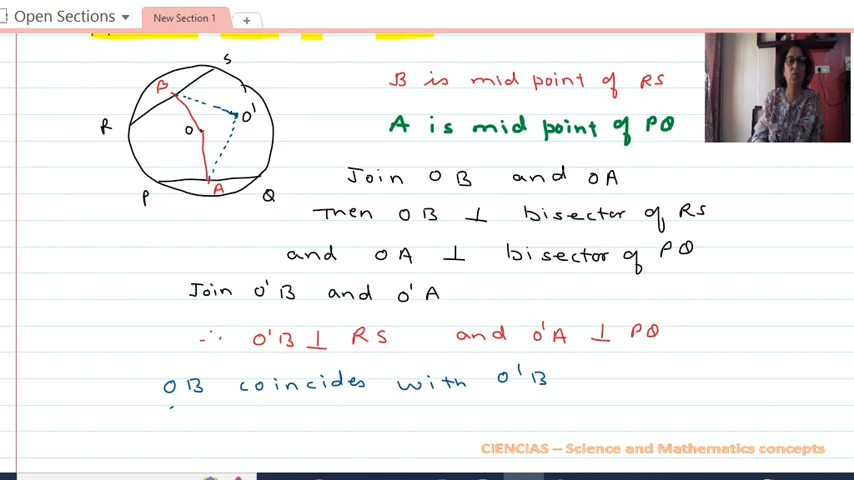 Open Sections
New Section 1
+
S
B
O'
R
O
P
A
Q
B is mid point of RS
A is mid point of PQ
Join OB and OA
Then OB ⊥ bisector of RS
and OA ⊥ bisector of PQ
Join O'B and O'A
∴ O'B ⊥ RS and O'A ⊥ PQ
OB coincides with O'B
CIENCIAS – Science and Mathematics concepts